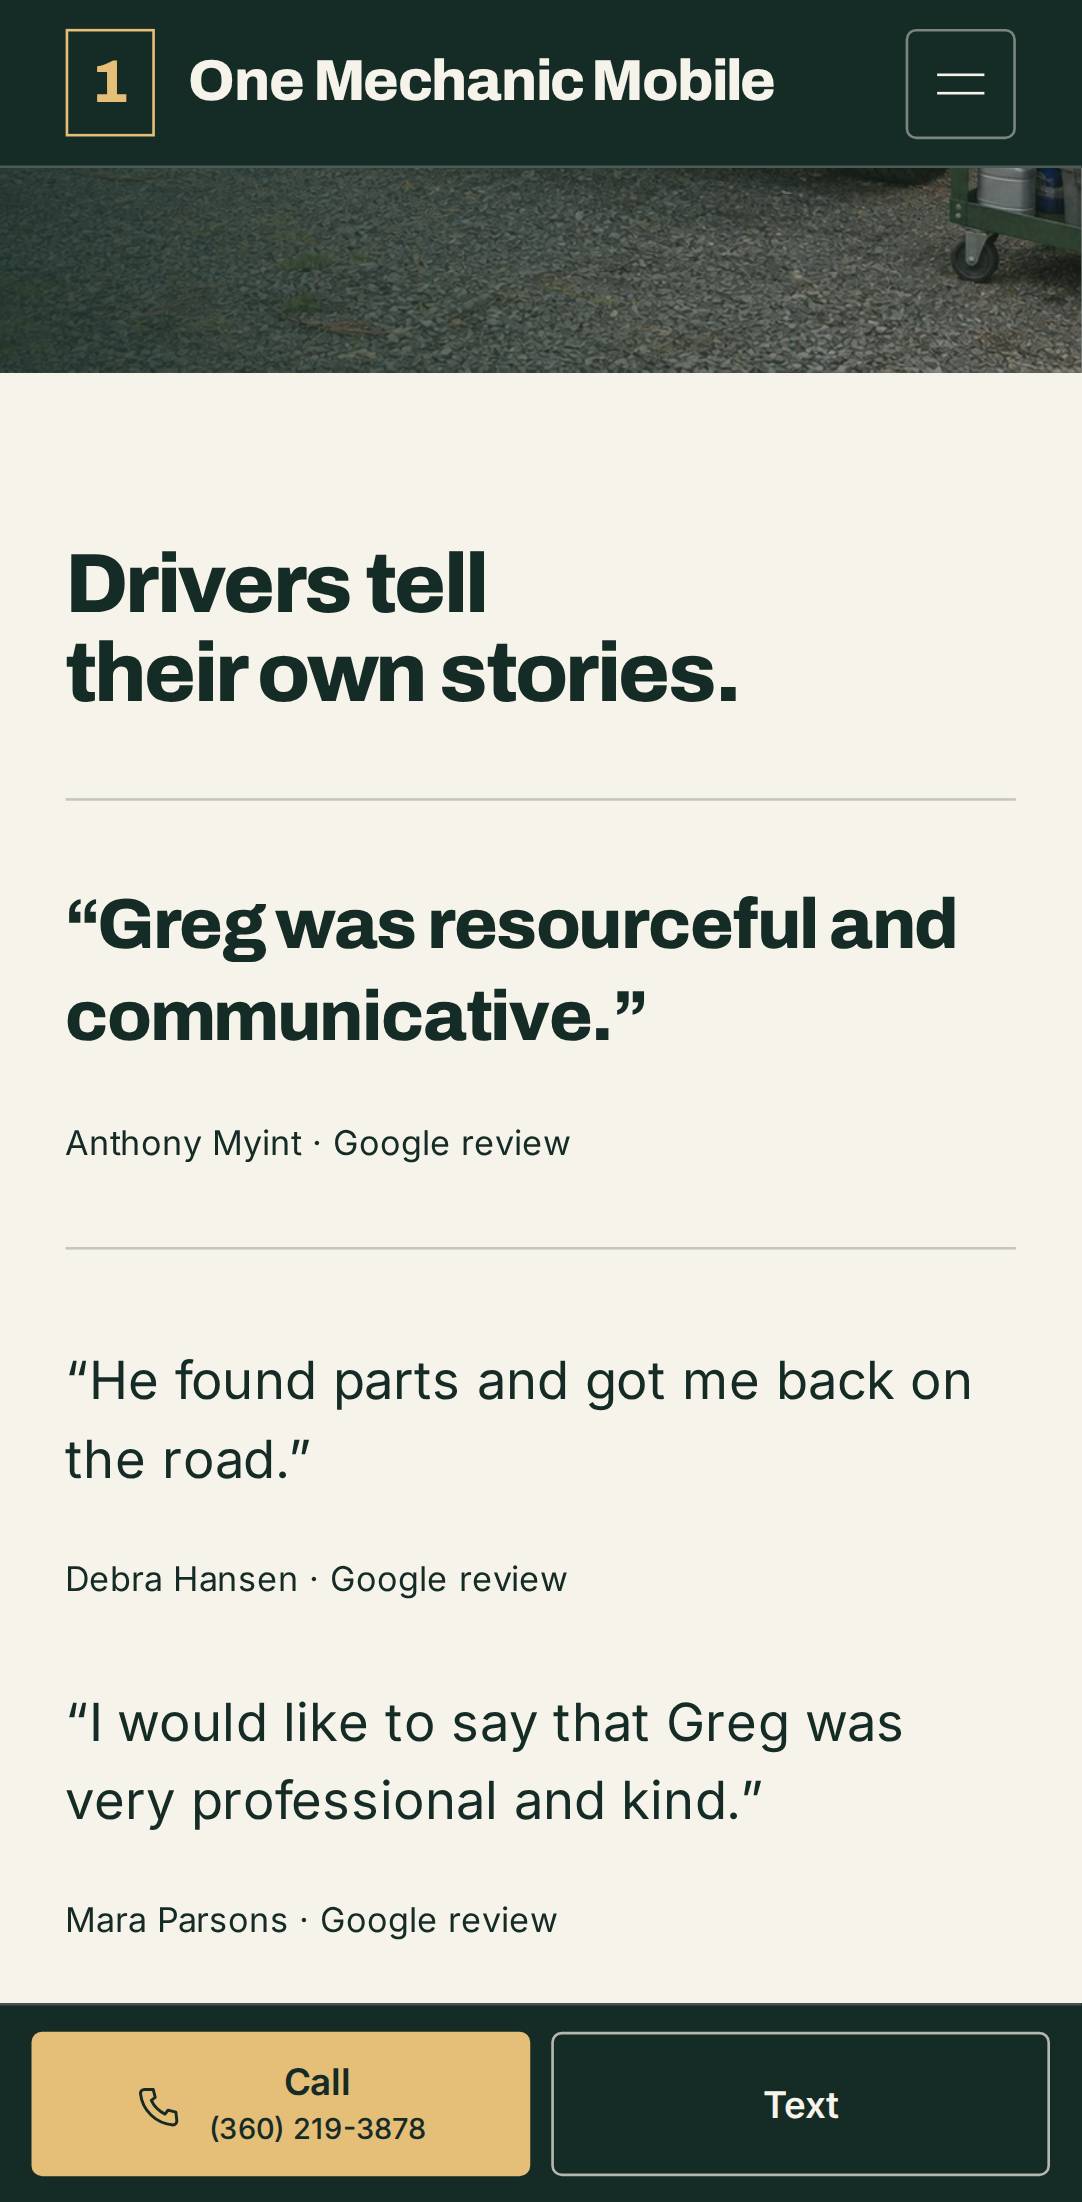 1 One Mechanic Mobile
Drivers tell
their own stories.
“Greg was resourceful and
communicative.”
Anthony Myint · Google review
“He found parts and got me back on
the road.”
Debra Hansen · Google review
“I would like to say that Greg was
very professional and kind.”
Mara Parsons · Google review
Call
(360) 219-3878
Text